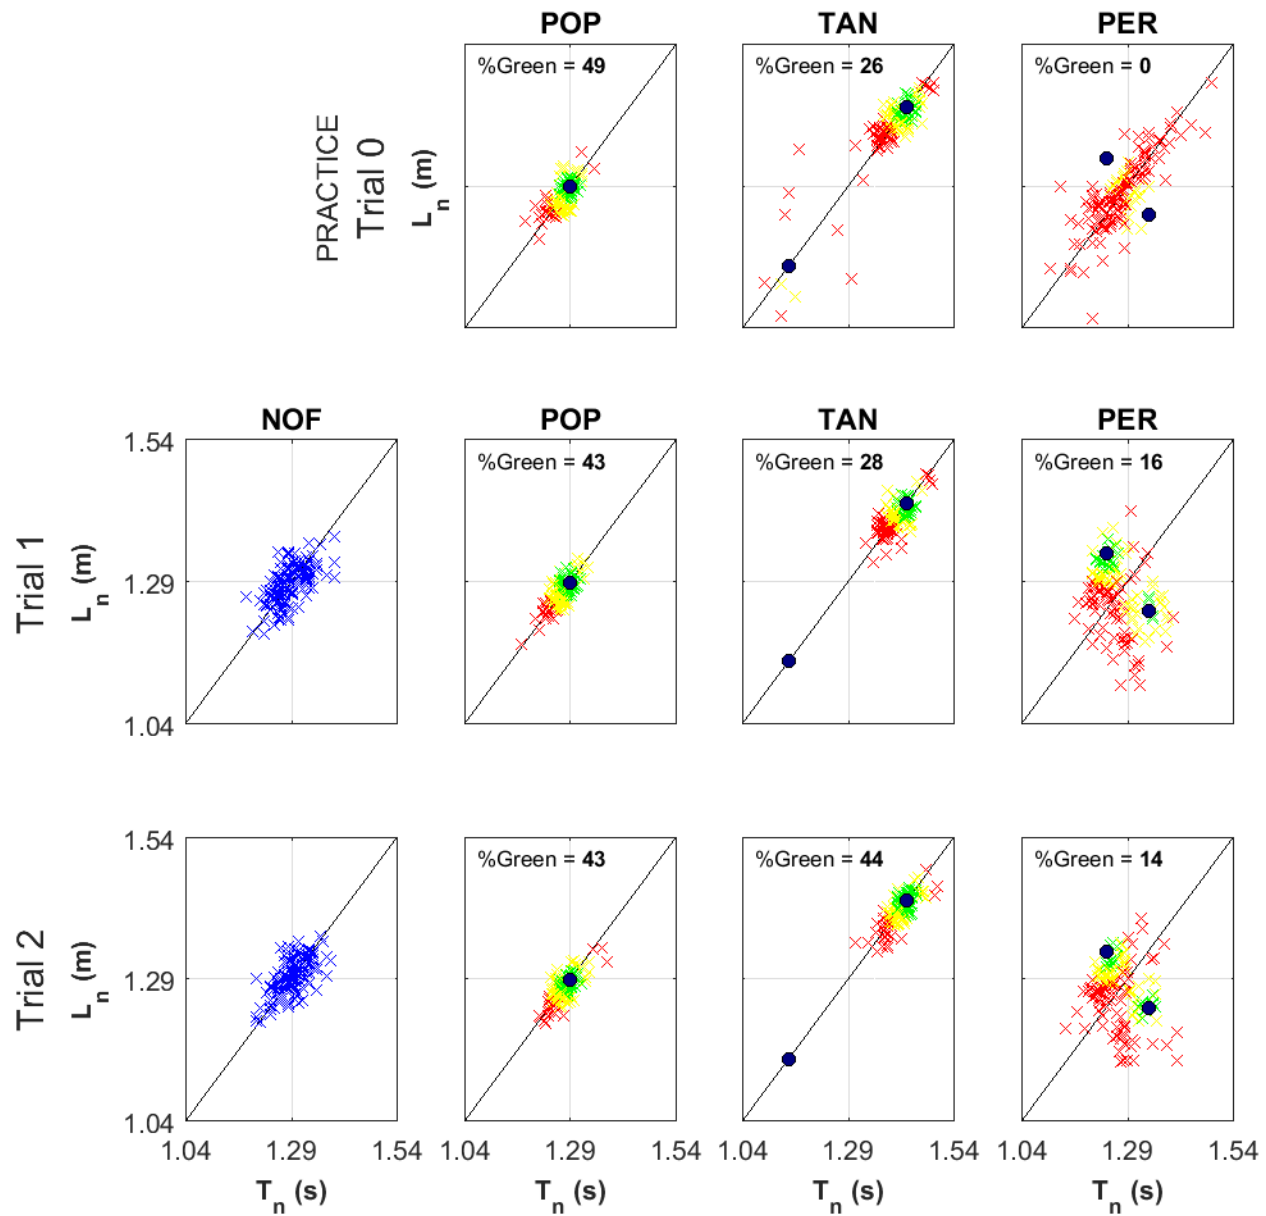 POP TAN PER
%Green = 49 %Green = 26 %Green = 0
PRACTICE
Trial 0
L_n (m)
NOF POP TAN PER
1.54
%Green = 43 %Green = 28 %Green = 16
Trial 1
L_n (m)
1.29
1.04
1.54
%Green = 43 %Green = 44 %Green = 14
Trial 2
L_n (m)
1.29
1.04
1.04 1.29 1.54 1.04 1.29 1.54 1.04 1.29 1.54 1.04 1.29 1.54
T_n (s) T_n (s) T_n (s) T_n (s)